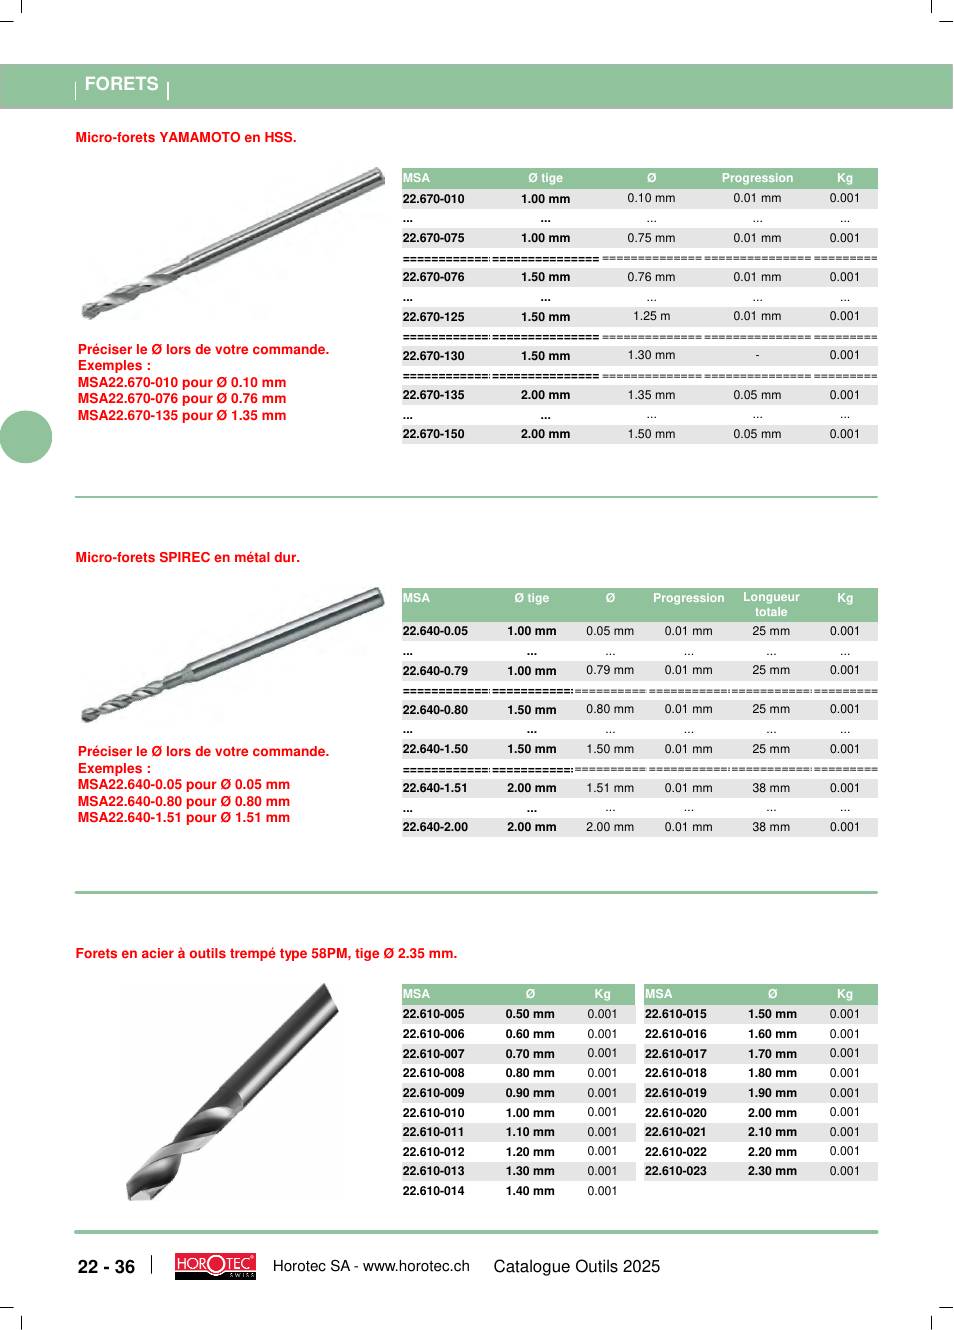 FORETS
Micro-forets YAMAMOTO en HSS.
MSA Ø tige Ø Progression Kg
22.670-010 1.00 mm 0.10 mm 0.01 mm 0.001
... ... ... ... ...
22.670-075 1.00 mm 0.75 mm 0.01 mm 0.001
============= =============== ============== =============== =========
22.670-076 1.50 mm 0.76 mm 0.01 mm 0.001
... ... ... ... ...
22.670-125 1.50 mm 1.25 m 0.01 mm 0.001
============= =============== ============== =============== =========
22.670-130 1.50 mm 1.30 mm - 0.001
============= =============== ============== =============== =========
22.670-135 2.00 mm 1.35 mm 0.05 mm 0.001
... ... ... ... ...
22.670-150 2.00 mm 1.50 mm 0.05 mm 0.001
Préciser le Ø lors de votre commande.
Exemples :
MSA22.670-010 pour Ø 0.10 mm
MSA22.670-076 pour Ø 0.76 mm
MSA22.670-135 pour Ø 1.35 mm
Micro-forets SPIREC en métal dur.
MSA Ø tige Ø Progression Longueur totale Kg
22.640-0.05 1.00 mm 0.05 mm 0.01 mm 25 mm 0.001
... ... ... ... ... ...
22.640-0.79 1.00 mm 0.79 mm 0.01 mm 25 mm 0.001
============= ============ ========== =========== =========== =========
22.640-0.80 1.50 mm 0.80 mm 0.01 mm 25 mm 0.001
... ... ... ... ... ...
22.640-1.50 1.50 mm 1.50 mm 0.01 mm 25 mm 0.001
============= ============ ========== =========== =========== =========
22.640-1.51 2.00 mm 1.51 mm 0.01 mm 38 mm 0.001
... ... ... ... ... ...
22.640-2.00 2.00 mm 2.00 mm 0.01 mm 38 mm 0.001
Préciser le Ø lors de votre commande.
Exemples :
MSA22.640-0.05 pour Ø 0.05 mm
MSA22.640-0.80 pour Ø 0.80 mm
MSA22.640-1.51 pour Ø 1.51 mm
Forets en acier à outils trempé type 58PM, tige Ø 2.35 mm.
MSA Ø Kg MSA Ø Kg
22.610-005 0.50 mm 0.001 22.610-015 1.50 mm 0.001
22.610-006 0.60 mm 0.001 22.610-016 1.60 mm 0.001
22.610-007 0.70 mm 0.001 22.610-017 1.70 mm 0.001
22.610-008 0.80 mm 0.001 22.610-018 1.80 mm 0.001
22.610-009 0.90 mm 0.001 22.610-019 1.90 mm 0.001
22.610-010 1.00 mm 0.001 22.610-020 2.00 mm 0.001
22.610-011 1.10 mm 0.001 22.610-021 2.10 mm 0.001
22.610-012 1.20 mm 0.001 22.610-022 2.20 mm 0.001
22.610-013 1.30 mm 0.001 22.610-023 2.30 mm 0.001
22.610-014 1.40 mm 0.001
22 - 36 HOROTEC SWISS Horotec SA - www.horotec.ch Catalogue Outils 2025